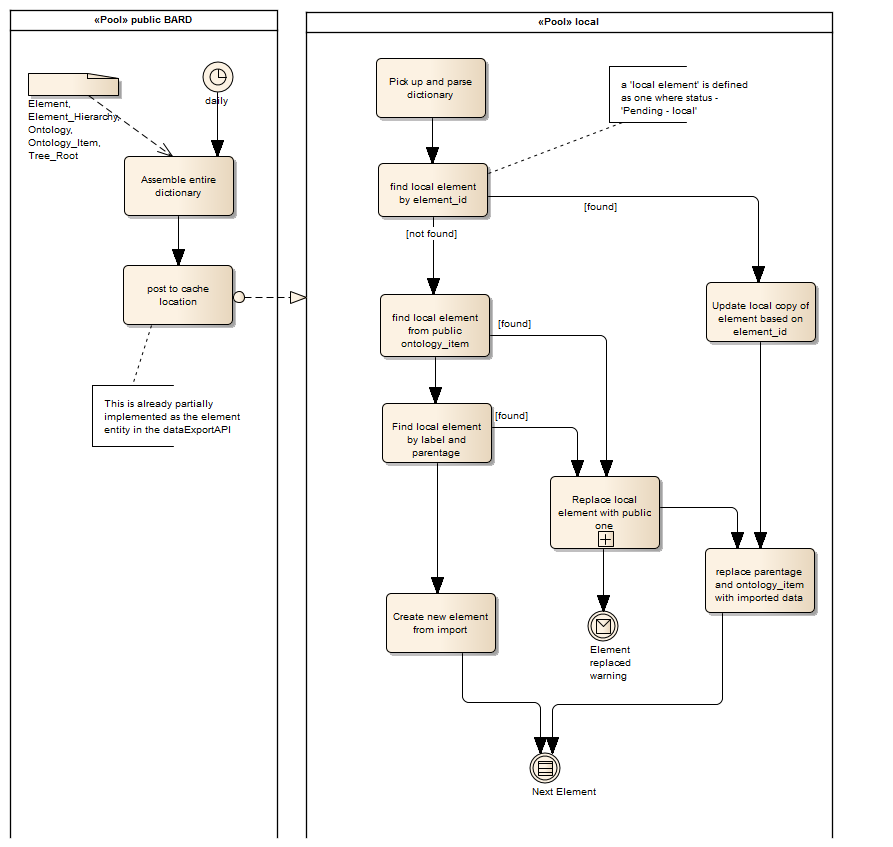 «Pool» public BARD
Element,
Element_Hierarchy,
Ontology,
Ontology_Item,
Tree_Root
daily
Assemble entire
dictionary
post to cache
location
This is already partially
implemented as the element
entity in the dataExportAPI
«Pool» local
Pick up and parse
dictionary
a 'local element' is defined
as one where status -
'Pending - local'
find local element
by element_id
[found]
[not found]
find local element
from public
ontology_item
[found]
Update local copy of
element based on
element_id
Find local element
by label and
parentage
[found]
Replace local
element with public
one
replace parentage
and ontology_item
with imported data
Create new element
from import
Element
replaced
warning
Next Element